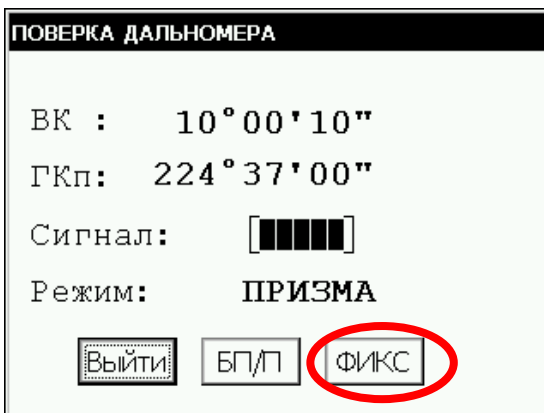 ПОВЕРКА ДАЛЬНОМЕРА
ВК : 10°00'10"
ГКп: 224°37'00"
Сигнал:
Режим: ПРИЗМА
Выйти БП/П ФИКС